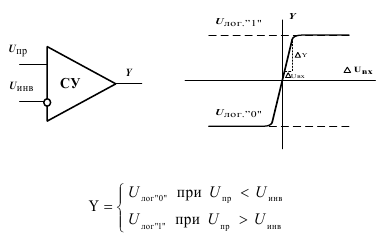 Uпр
Uинв
СУ
Y
Uлог."1"
Y
ΔY
ΔUвх
Δ Uвх
Uлог."0"
Y = { Uлог"0" при Uпр < Uинв
Uлог"1" при Uпр > Uинв